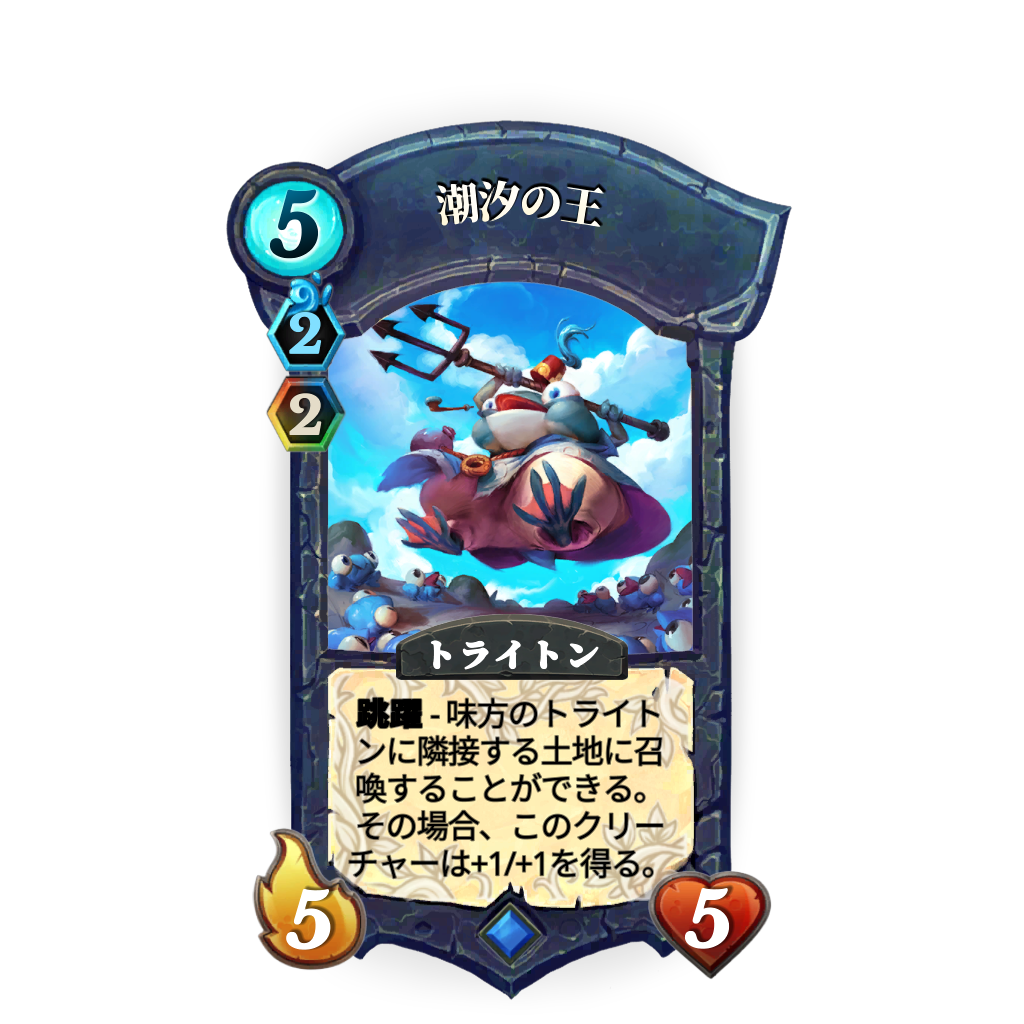 潮汐の王
5
2
2
トライトン
跳躍 - 味方のトライト
ンに隣接する土地に召
喚することができる。
その場合、このクリー
チャーは+1/+1を得る。
5
5